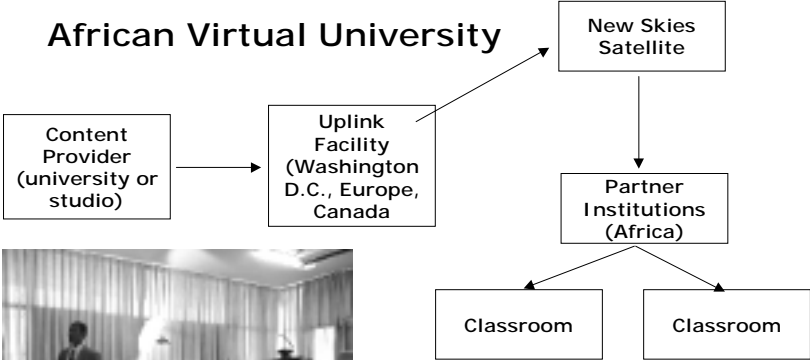 African Virtual University
New Skies
Satellite
Content
Provider
(university or
studio)
Uplink
Facility
(Washington
D.C., Europe,
Canada
Partner
Institutions
(Africa)
Classroom
Classroom